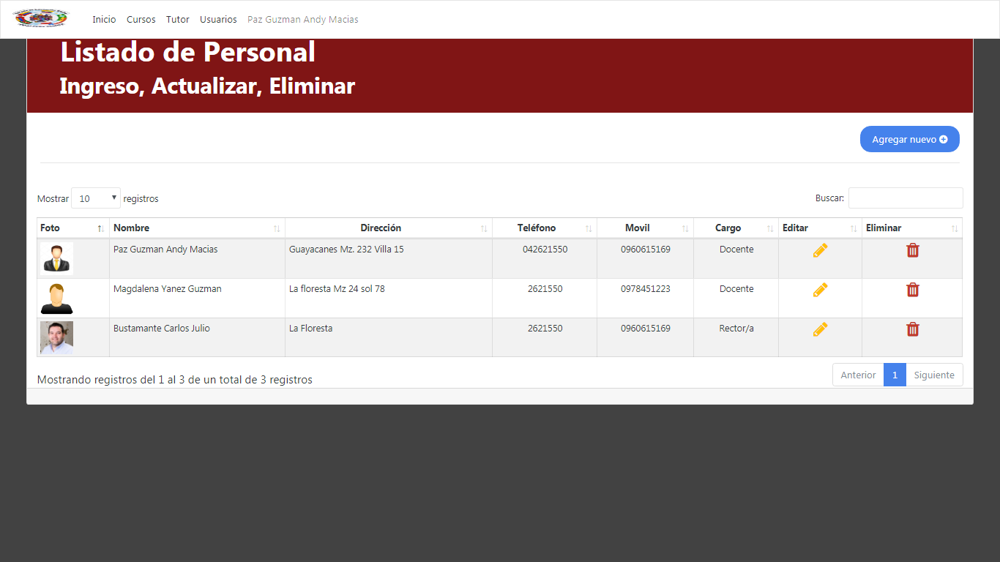 Inicio Cursos Tutor Usuarios Paz Guzman Andy Macias
Listado de Personal
Ingreso, Actualizar, Eliminar
Agregar nuevo
Mostrar 10 registros Buscar:
Foto Nombre Dirección Teléfono Movil Cargo Editar Eliminar
Paz Guzman Andy Macias Guayacanes Mz. 232 Villa 15 042621550 0960615169 Docente
Magdalena Yanez Guzman La floresta Mz 24 sol 78 2621550 0978451223 Docente
Bustamante Carlos Julio La Floresta 2621550 0960615169 Rector/a
Mostrando registros del 1 al 3 de un total de 3 registros Anterior 1 Siguiente